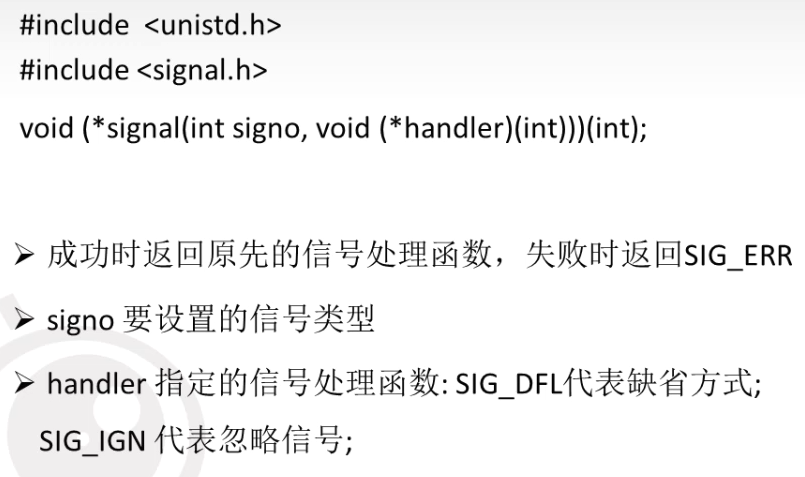 #include <unistd.h>
#include <signal.h>
void (*signal(int signo, void (*handler)(int)))(int);
➢ 成功时返回原先的信号处理函数，失败时返回SIG_ERR
➢ signo 要设置的信号类型
➢ handler 指定的信号处理函数: SIG_DFL代表缺省方式;
SIG_IGN 代表忽略信号;